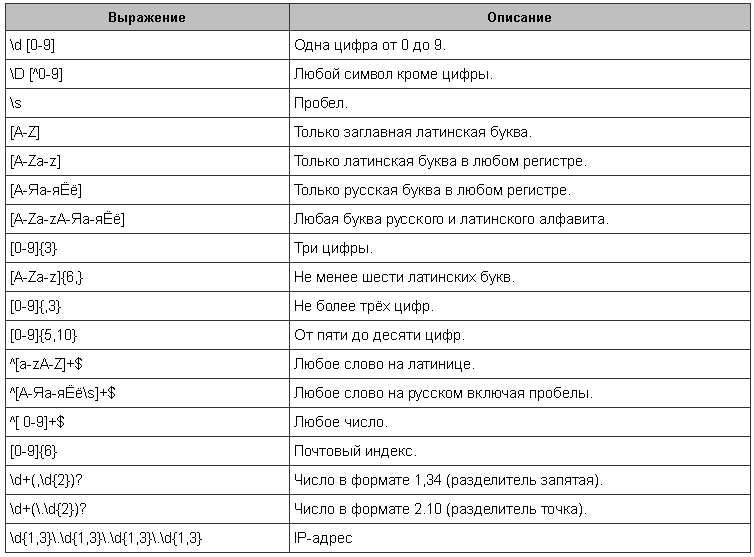 Выражение Описание
\d [0-9] Одна цифра от 0 до 9.
\D [^0-9] Любой символ кроме цифры.
\s Пробел.
[A-Z] Только заглавная латинская буква.
[A-Za-z] Только латинская буква в любом регистре.
[А-Яа-яЁё] Только русская буква в любом регистре.
[A-Za-zА-Яа-яЁё] Любая буква русского и латинского алфавита.
[0-9]{3} Три цифры.
[A-Za-z]{6,} Не менее шести латинских букв.
[0-9]{,3} Не более трёх цифр.
[0-9]{5,10} От пяти до десяти цифр.
^[a-zA-Z]+$ Любое слово на латинице.
^[А-Яа-яЁё\s]+$ Любое слово на русском включая пробелы.
^[ 0-9]+$ Любое число.
[0-9]{6} Почтовый индекс.
\d+(,\d{2})? Число в формате 1,34 (разделитель запятая).
\d+(\.\d{2})? Число в формате 2.10 (разделитель точка).
\d{1,3}\.\d{1,3}\.\d{1,3}\.\d{1,3} IP-адрес